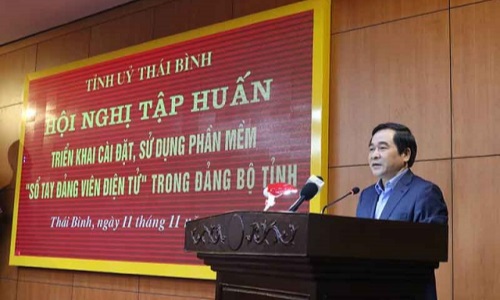 TỈNH UỶ THÁI BÌNH
HỘI NGHỊ TẬP HUẤN
TRIỂN KHAI CÀI ĐẶT, SỬ DỤNG PHẦN MỀM
"SỔ TAY ĐẢNG VIÊN ĐIỆN TỬ" TRONG ĐẢNG BỘ TỈNH
Thái Bình, ngày 11 tháng 11